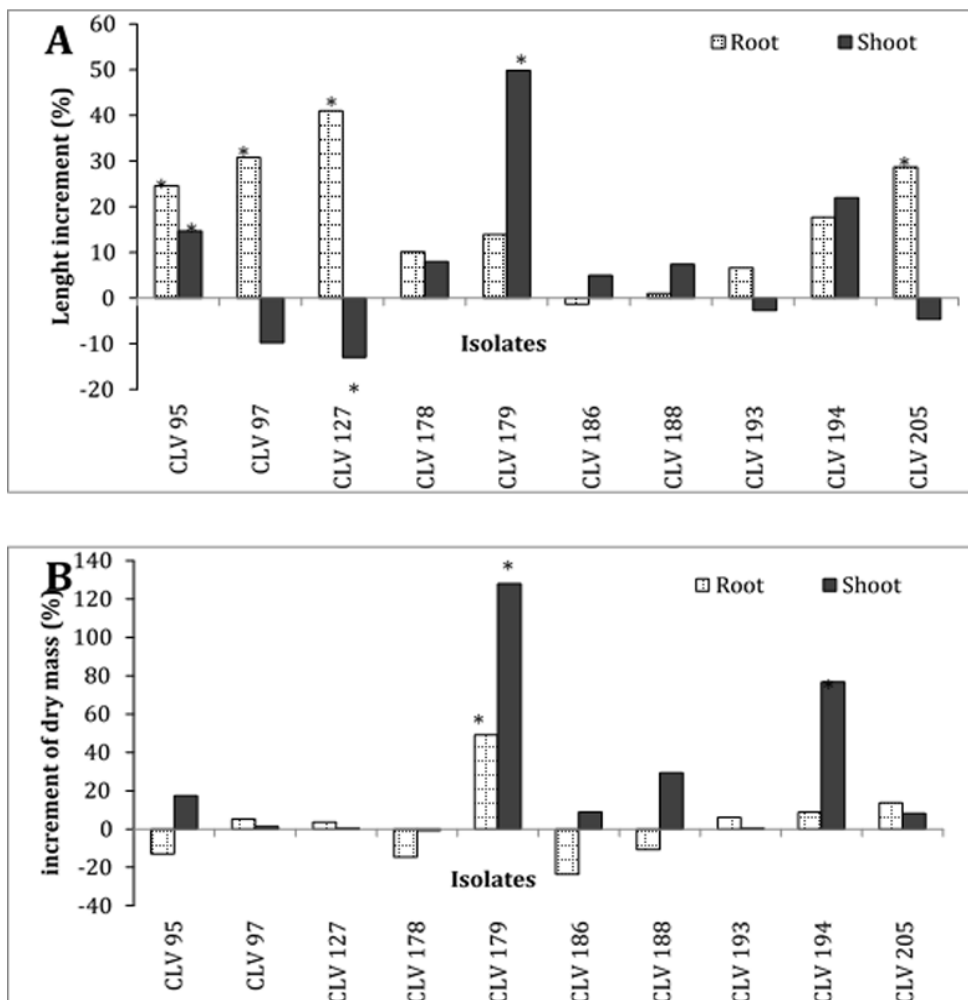 A
Root
Shoot
Lenght increment (%)
60
50
40
30
20
10
0
-10
-20
*
*
*
*
*
*
*
Isolates
CLV 95
CLV 97
CLV 127
CLV 178
CLV 179
CLV 186
CLV 188
CLV 193
CLV 194
CLV 205
B
Root
Shoot
increment of dry mass (%)
140
120
100
80
60
40
20
0
-20
-40
*
*
*
Isolates
CLV 95
CLV 97
CLV 127
CLV 178
CLV 179
CLV 186
CLV 188
CLV 193
CLV 194
CLV 205